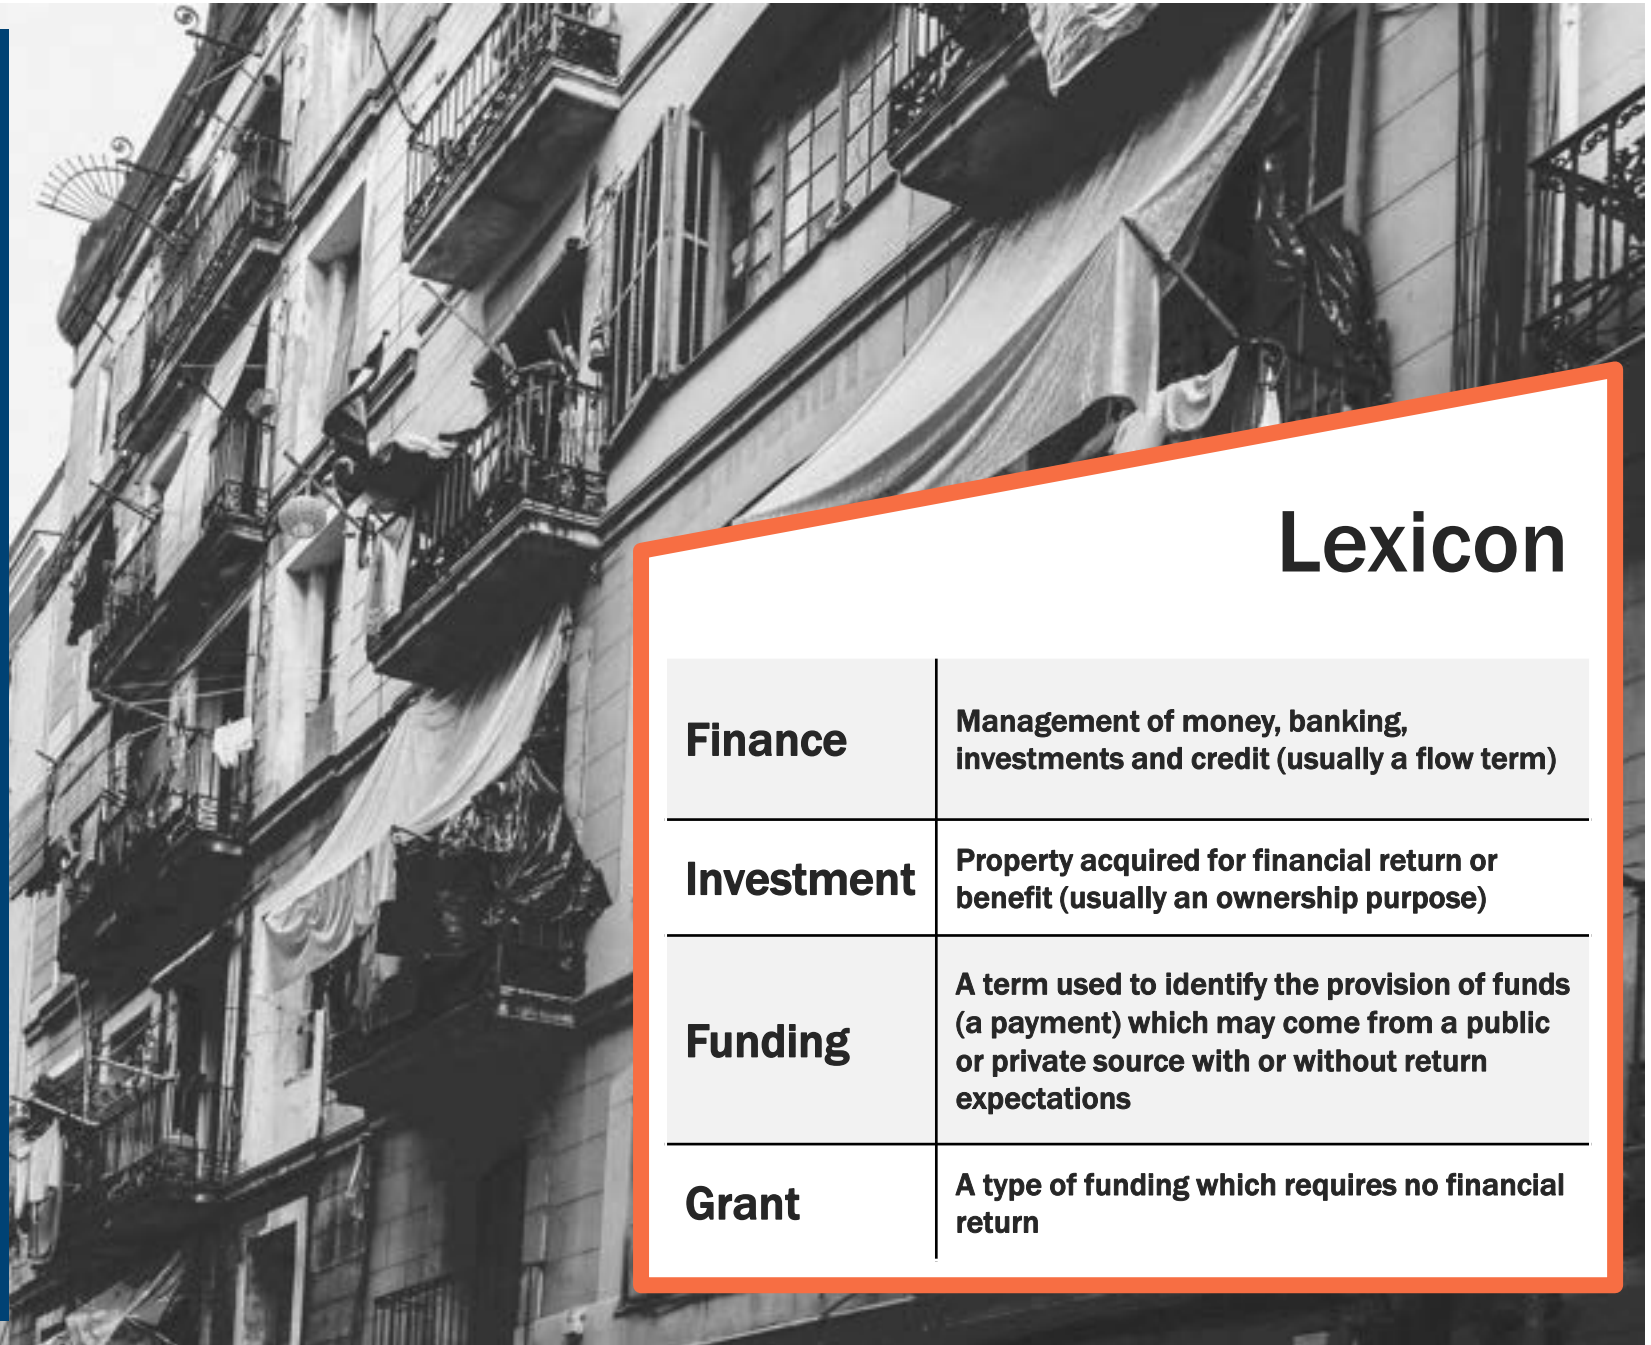 Lexicon
Finance
Management of money, banking,
investments and credit (usually a flow term)
Investment
Property acquired for financial return or
benefit (usually an ownership purpose)
Funding
A term used to identify the provision of funds
(a payment) which may come from a public
or private source with or without return
expectations
Grant
A type of funding which requires no financial
return